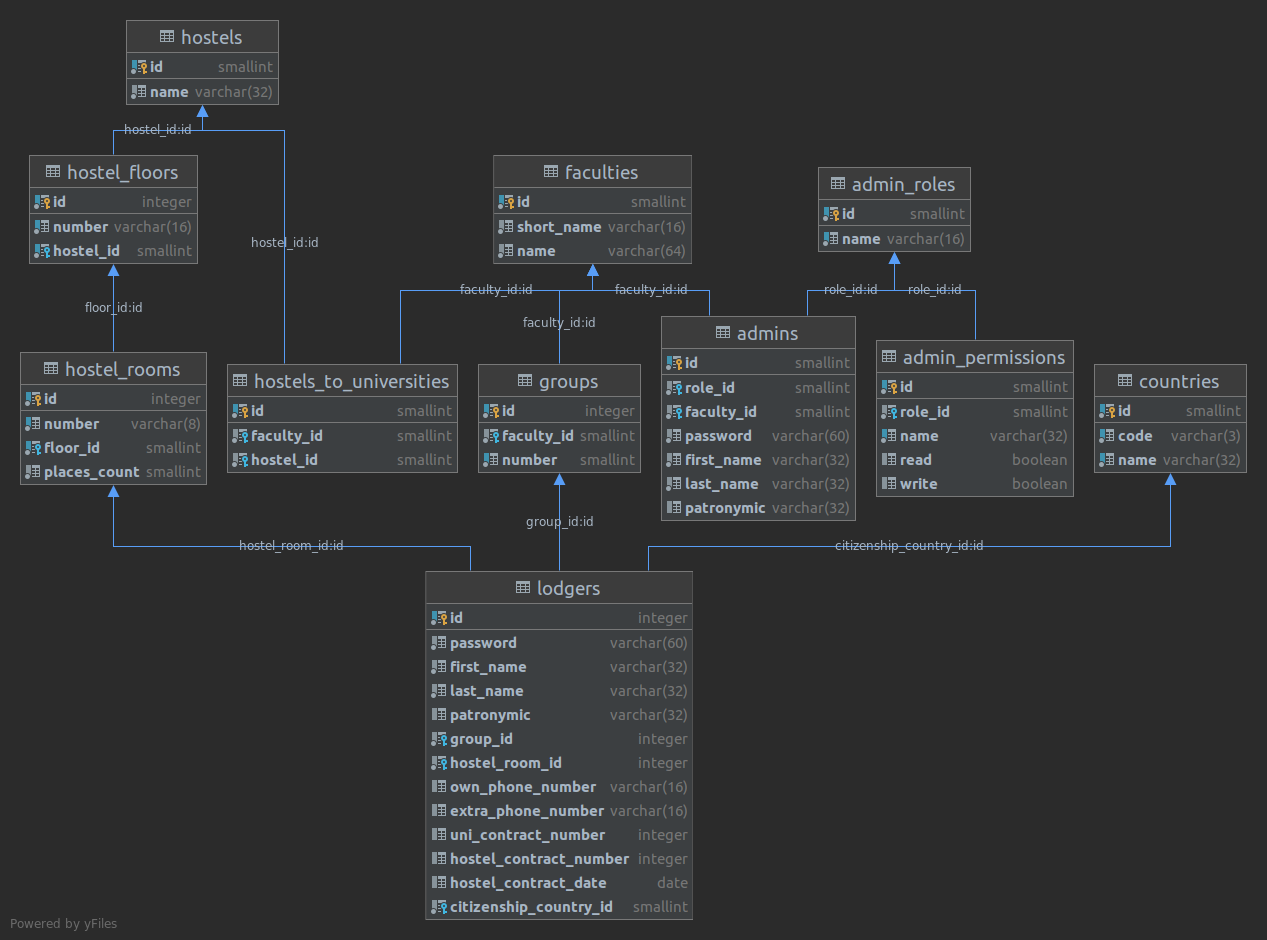 hostels
id smallint
name varchar(32)
hostel_id:id
hostel_floors
id integer
number varchar(16)
hostel_id smallint
faculties
id smallint
short_name varchar(16)
name varchar(64)
admin_roles
id smallint
name varchar(16)
hostel_id:id
floor_id:id
faculty_id:id
faculty_id:id
faculty_id:id
role_id:id
role_id:id
hostel_rooms
id integer
number varchar(8)
floor_id smallint
places_count smallint
hostels_to_universities
id smallint
faculty_id smallint
hostel_id smallint
groups
id integer
faculty_id smallint
number smallint
admins
id smallint
role_id smallint
faculty_id smallint
password varchar(60)
first_name varchar(32)
last_name varchar(32)
patronymic varchar(32)
admin_permissions
id smallint
role_id smallint
name varchar(32)
read boolean
write boolean
countries
id smallint
code varchar(3)
name varchar(32)
group_id:id
hostel_room_id:id
citizenship_country_id:id
lodgers
id integer
password varchar(60)
first_name varchar(32)
last_name varchar(32)
patronymic varchar(32)
group_id integer
hostel_room_id integer
own_phone_number varchar(16)
extra_phone_number varchar(16)
uni_contract_number integer
hostel_contract_number integer
hostel_contract_date date
citizenship_country_id smallint
Powered by yFiles